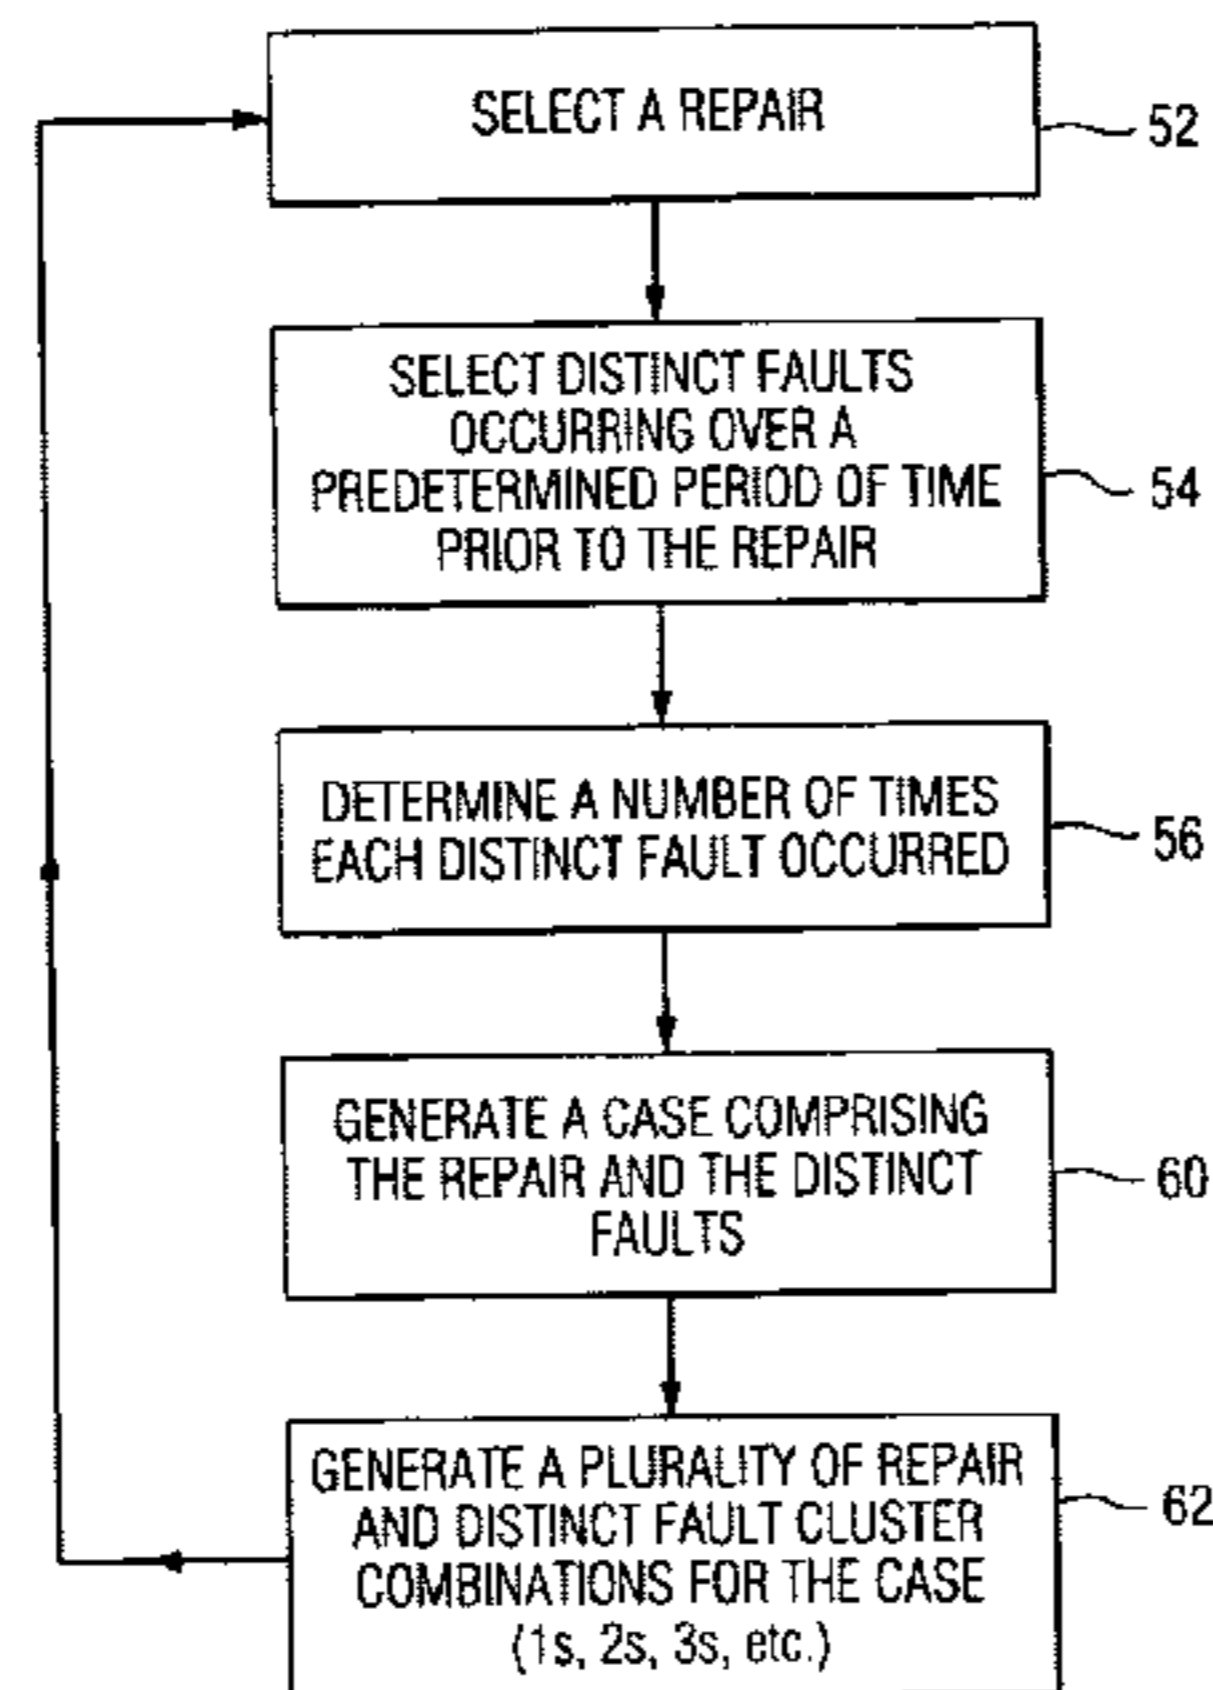 SELECT A REPAIR
52
SELECT DISTINCT FAULTS
OCCURRING OVER A
PREDETERMINED PERIOD OF TIME
PRIOR TO THE REPAIR
54
DETERMINE A NUMBER OF TIMES
EACH DISTINCT FAULT OCCURRED
56
GENERATE A CASE COMPRISING
THE REPAIR AND THE DISTINCT
FAULTS
60
GENERATE A PLURALITY OF REPAIR
AND DISTINCT FAULT CLUSTER
COMBINATIONS FOR THE CASE
(1s, 2s, 3s, etc.)
62